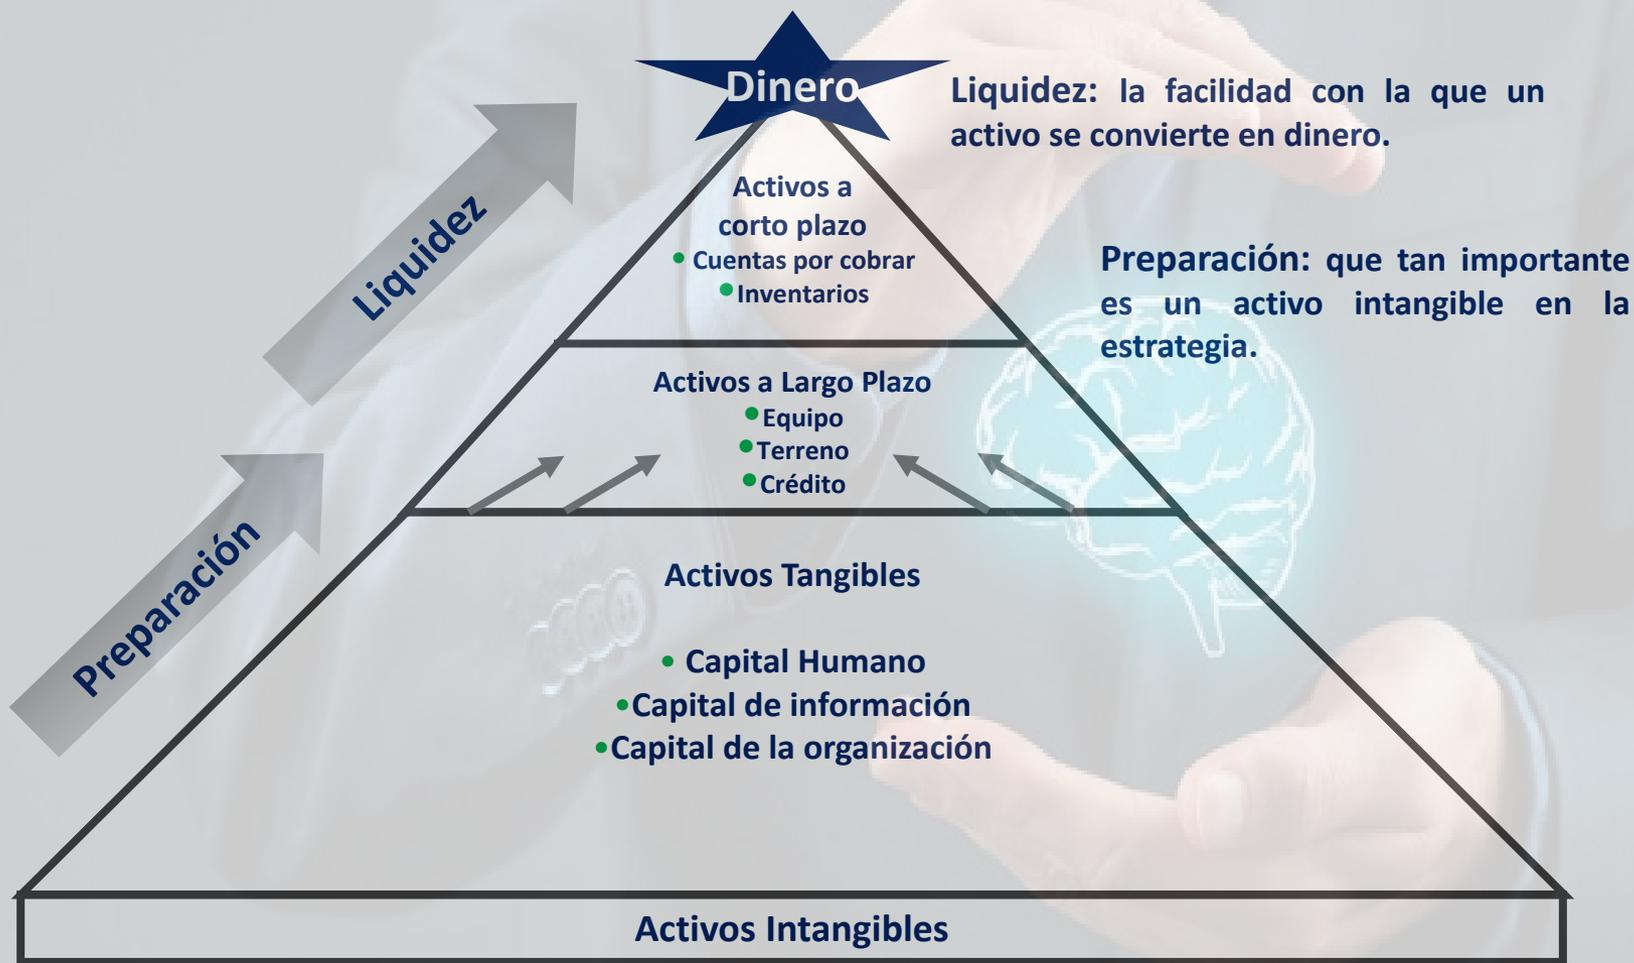 Dinero
Liquidez: la facilidad con la que un
activo se convierte en dinero.
Activos a
corto plazo
• Cuentas por cobrar
• Inventarios
Liquidez
Preparación: que tan importante
es un activo intangible en la
estrategia.
Activos a Largo Plazo
• Equipo
• Terreno
• Crédito
Preparación
Activos Tangibles
• Capital Humano
• Capital de información
• Capital de la organización
Activos Intangibles